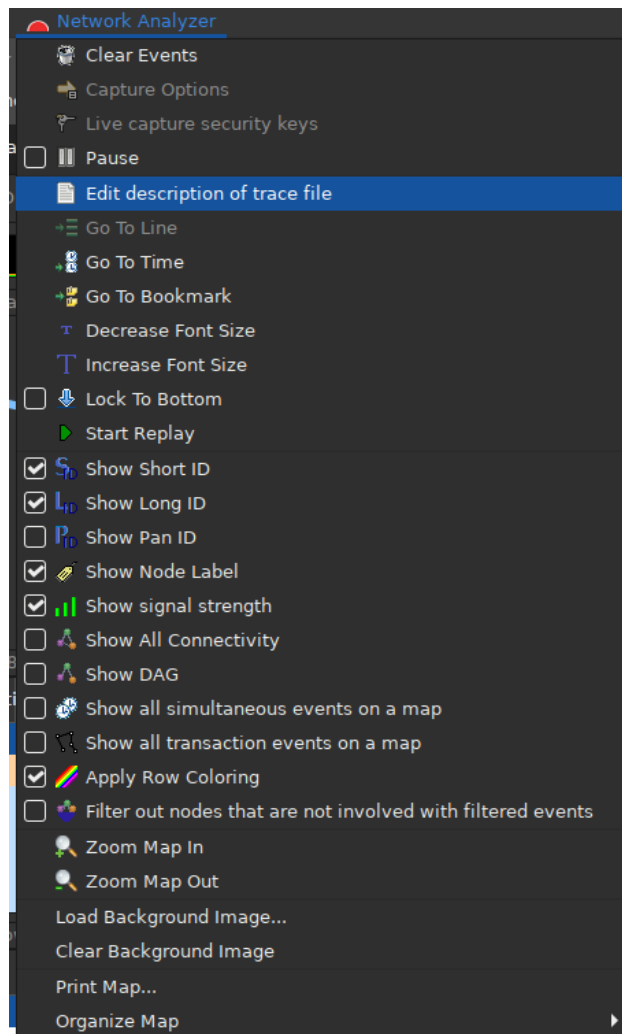 Network Analyzer
Clear Events
Capture Options
Live capture security keys
Pause
Edit description of trace file
Go To Line
Go To Time
Go To Bookmark
Decrease Font Size
Increase Font Size
Lock To Bottom
Start Replay
Show Short ID
Show Long ID
Show Pan ID
Show Node Label
Show signal strength
Show All Connectivity
Show DAG
Show all simultaneous events on a map
Show all transaction events on a map
Apply Row Coloring
Filter out nodes that are not involved with filtered events
Zoom Map In
Zoom Map Out
Load Background Image...
Clear Background Image
Print Map...
Organize Map